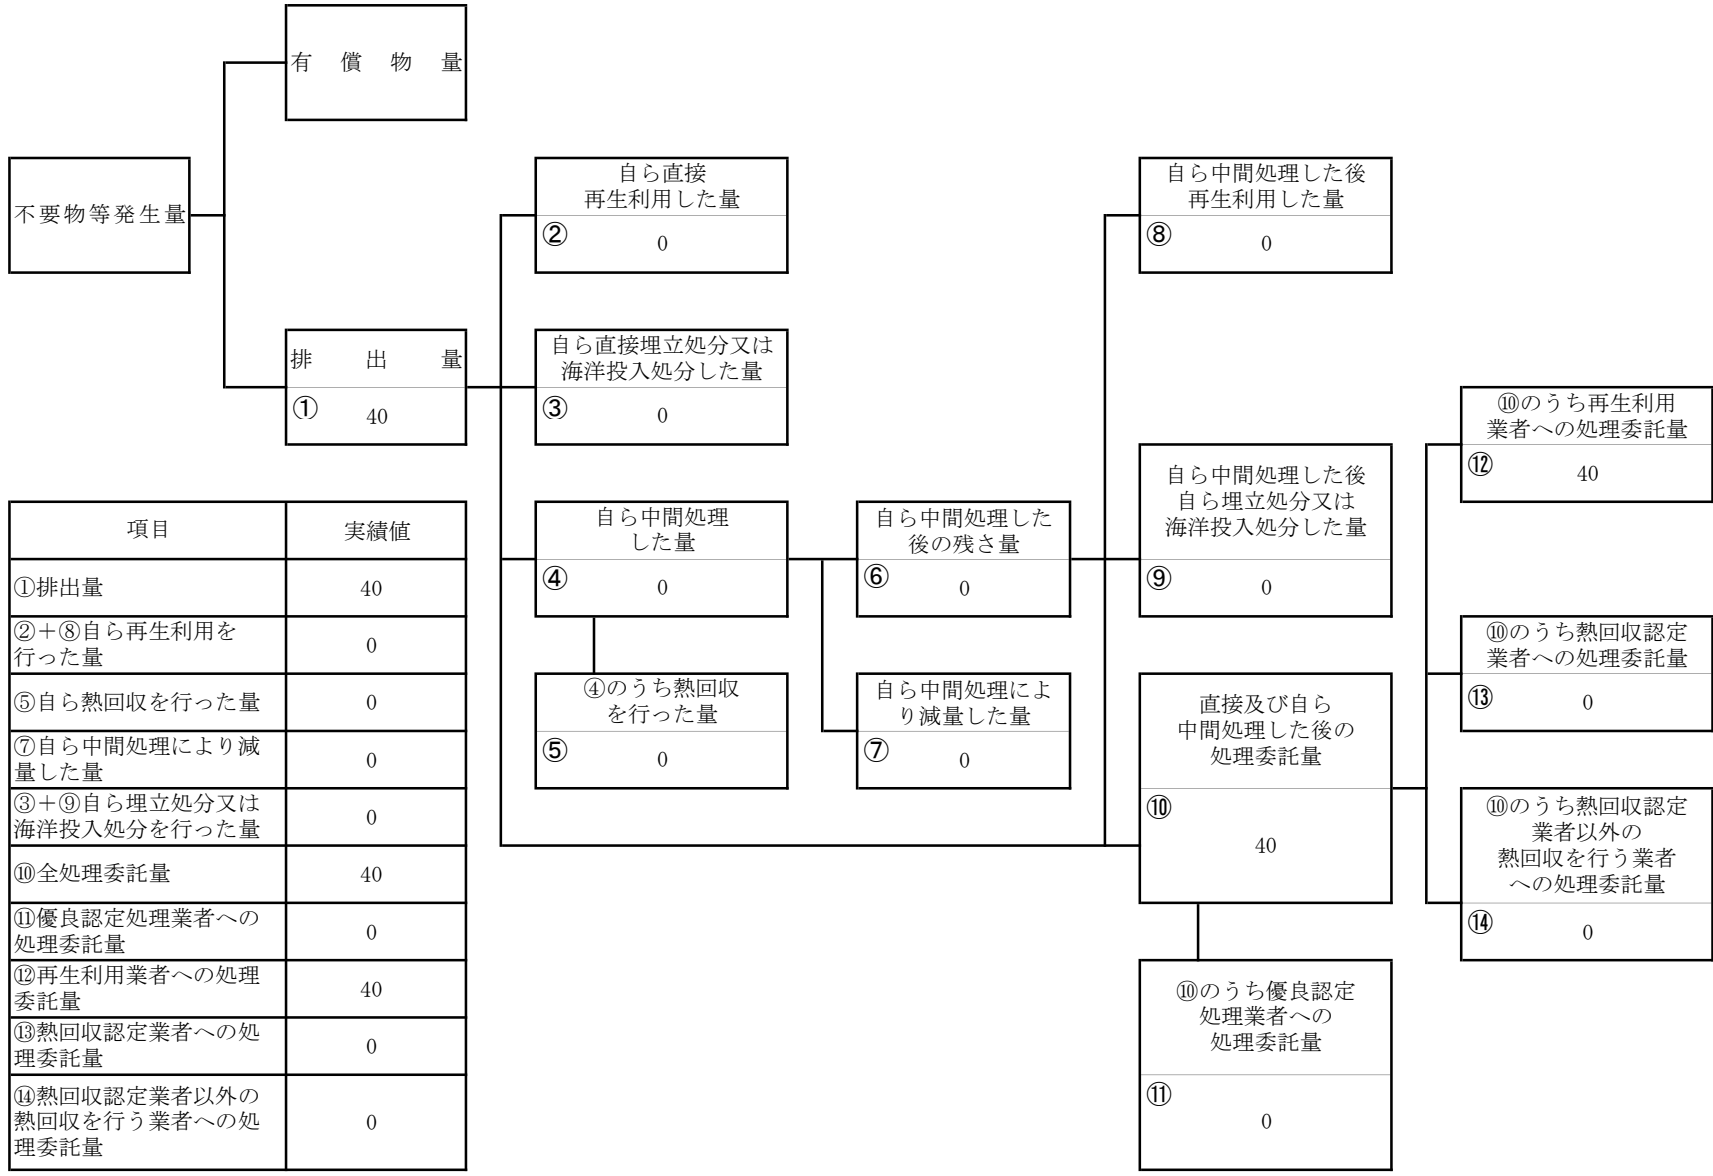 有償物量
不要物等発生量
排出量
① 40
自ら直接
再生利用した量
② 0
自ら直接埋立処分又は
海洋投入処分した量
③ 0
自ら中間処理
した量
④ 0
④のうち熱回収
を行った量
⑤ 0
自ら中間処理した
後の残さ量
⑥ 0
自ら中間処理によ
り減量した量
⑦ 0
自ら中間処理した後
再生利用した量
⑧ 0
自ら中間処理した後
自ら埋立処分又は
海洋投入処分した量
⑨ 0
直接及び自ら
中間処理した後の
処理委託量
⑩
40
⑩のうち優良認定
処理業者への
処理委託量
⑪
0
⑩のうち再生利用
業者への処理委託量
⑫ 40
⑩のうち熱回収認定
業者への処理委託量
⑬ 0
⑩のうち熱回収認定
業者以外の
熱回収を行う業者
への処理委託量
⑭ 0
項目 実績値
①排出量 40
②＋⑧自ら再生利用を
行った量 0
⑤自ら熱回収を行った量 0
⑦自ら中間処理により減
量した量 0
③＋⑨自ら埋立処分又は
海洋投入処分を行った量 0
⑩全処理委託量 40
⑪優良認定処理業者への
処理委託量 0
⑫再生利用業者への処理
委託量 40
⑬熱回収認定業者への処
理委託量 0
⑭熱回収認定業者以外の
熱回収を行う業者への処 0
理委託量